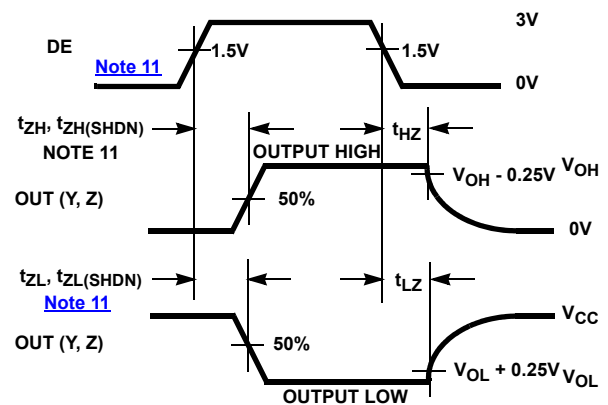 3V
DE
1.5V
1.5V
Note 11
0V
tZH, tZH(SHDN)
NOTE 11
tHZ
OUTPUT HIGH
VOH - 0.25V
VOH
OUT (Y, Z)
50%
0V
tZL, tZL(SHDN)
Note 11
tLZ
VCC
OUT (Y, Z)
50%
VOL + 0.25V
VOL
OUTPUT LOW